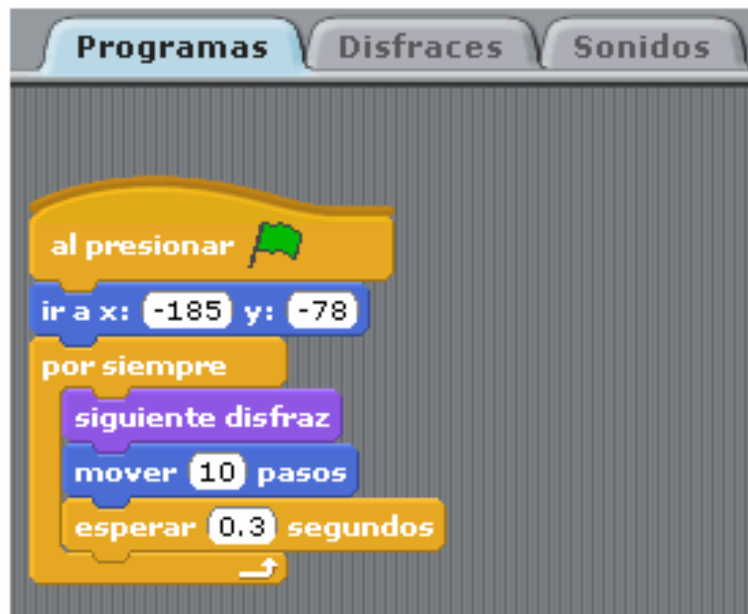 Programas Disfraces Sonidos
al presionar
ir a x: -185 y: -78
por siempre
siguiente disfraz
mover 10 pasos
esperar 0.3 segundos